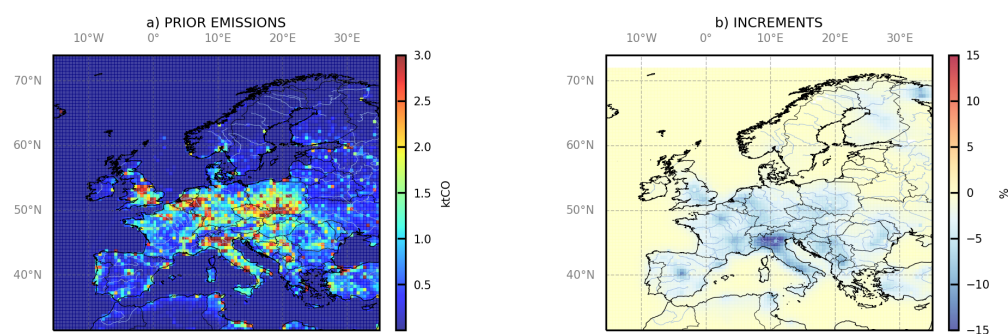 a) PRIOR EMISSIONS
10°W 0° 10°E 20°E 30°E
70°N
60°N
50°N
40°N
3.0
2.5
2.0
1.5
1.0
0.5
ktCO
b) INCREMENTS
10°W 0° 10°E 20°E 30°E
70°N
60°N
50°N
40°N
15
10
5
0
−5
−10
−15
%